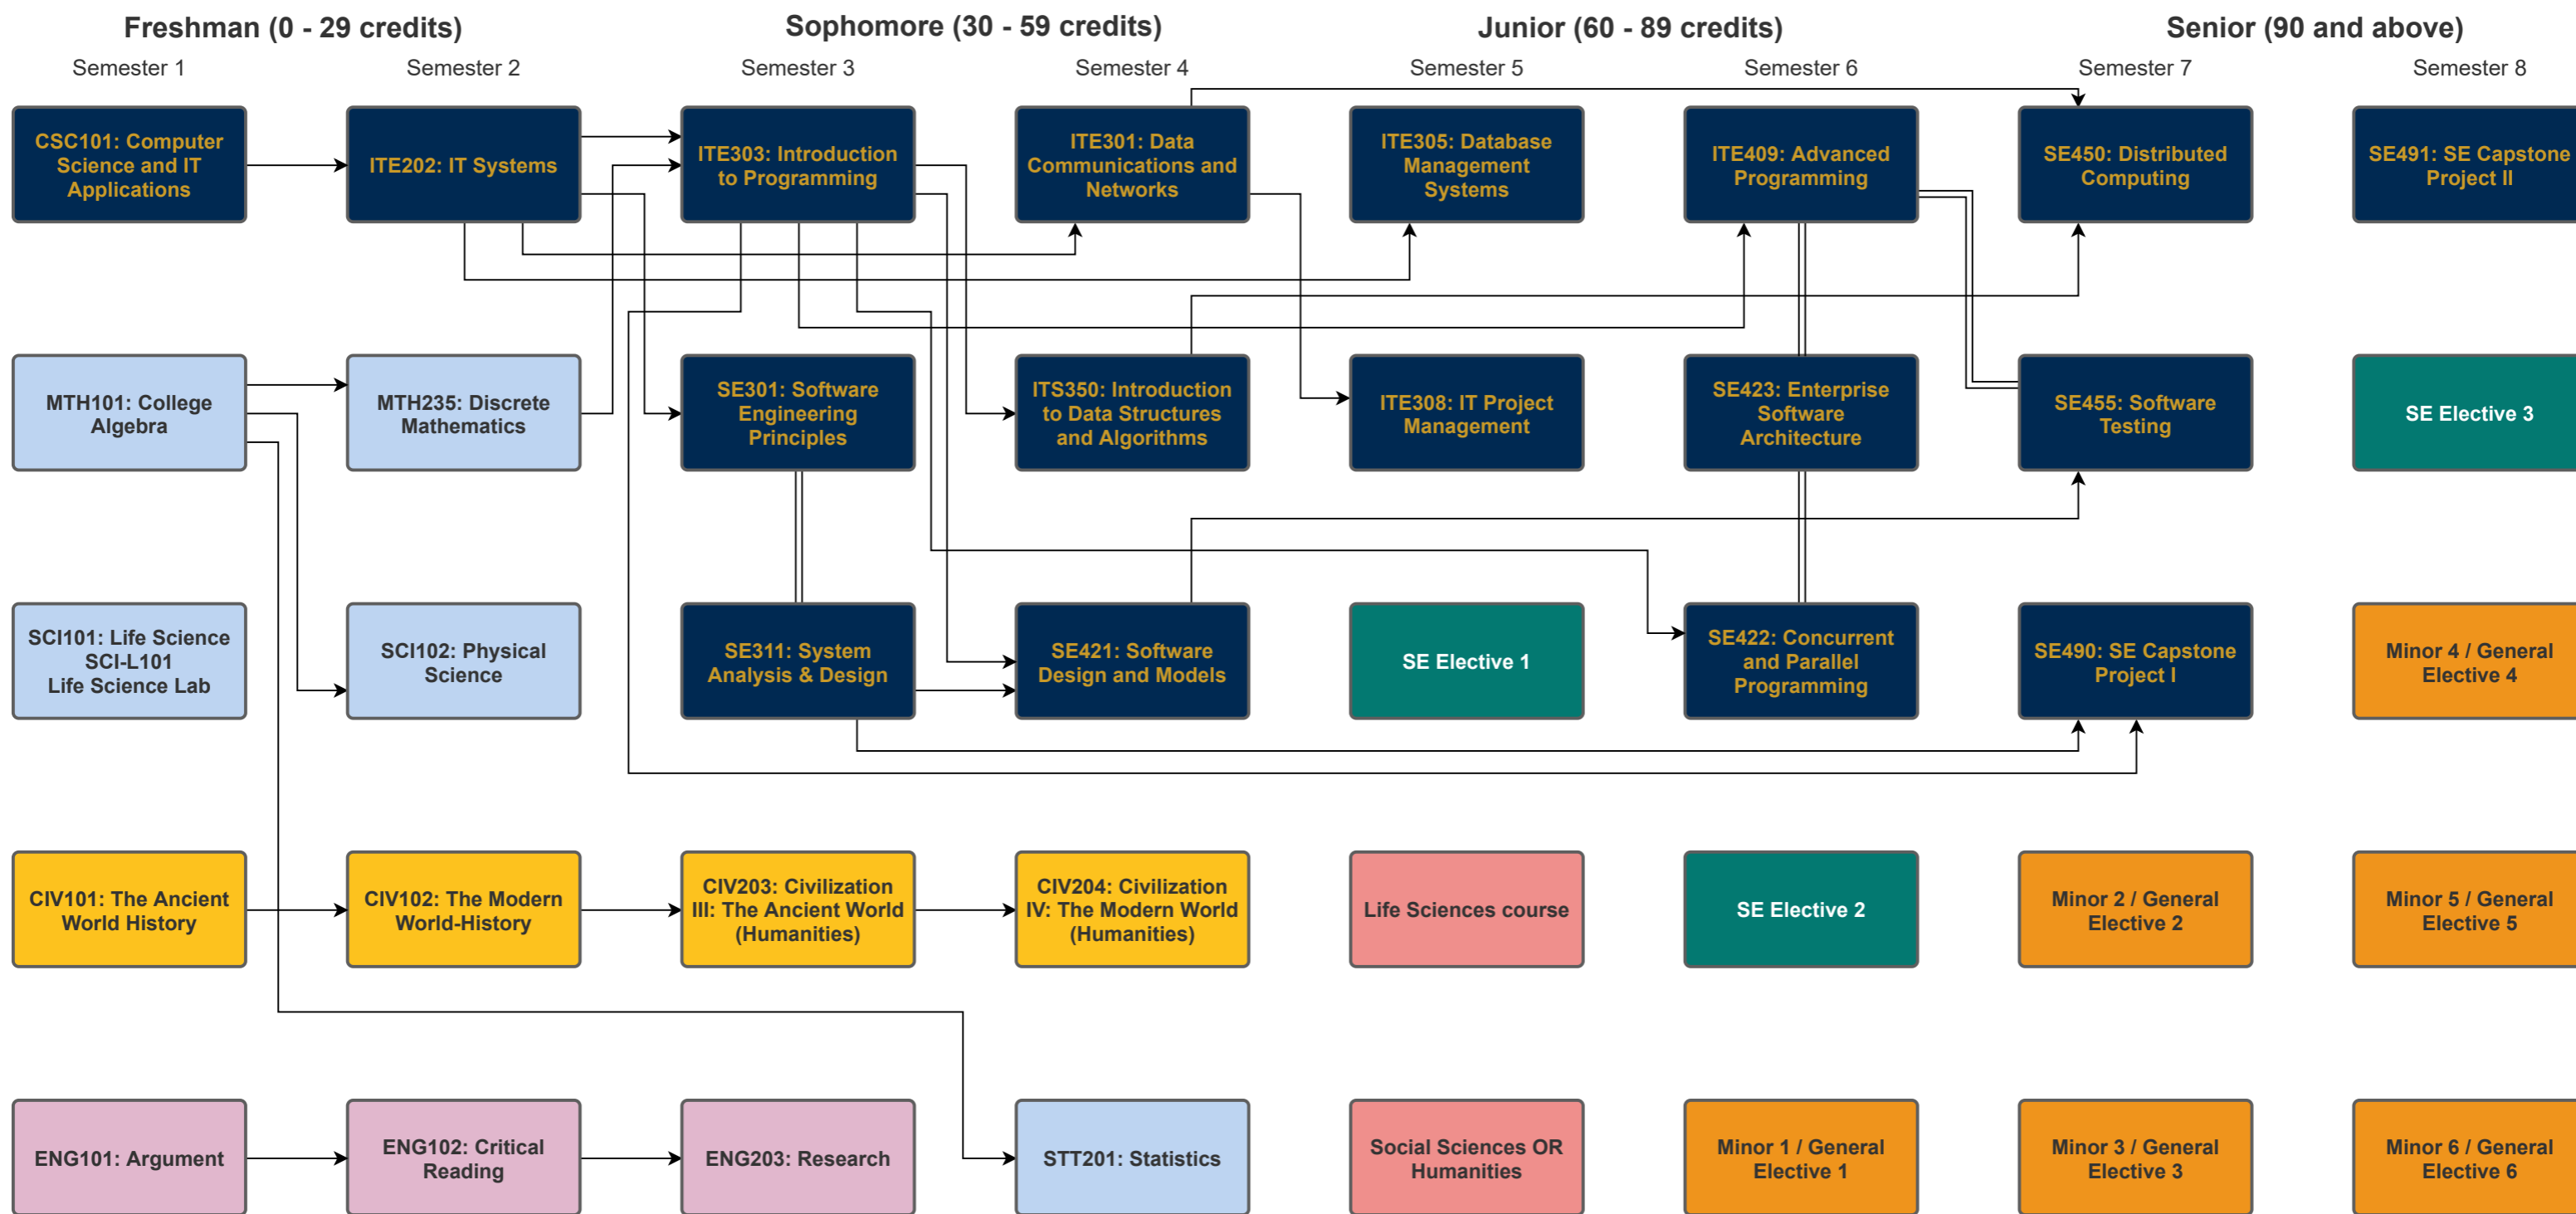 Freshman (0 - 29 credits)
Sophomore (30 - 59 credits)
Junior (60 - 89 credits)
Senior (90 and above)
Semester 1
Semester 2
Semester 3
Semester 4
Semester 5
Semester 6
Semester 7
Semester 8
CSC101: Computer
Science and IT
Applications
ITE202: IT Systems
ITE303: Introduction
to Programming
ITE301: Data
Communications and
Networks
ITE305: Database
Management
Systems
ITE409: Advanced
Programming
SE450: Distributed
Computing
SE491: SE Capstone
Project II
MTH101: College
Algebra
MTH235: Discrete
Mathematics
SE301: Software
Engineering
Principles
ITS350: Introduction
to Data Structures
and Algorithms
ITE308: IT Project
Management
SE423: Enterprise
Software
Architecture
SE455: Software
Testing
SE Elective 3
SCI101: Life Science
SCI-L101
Life Science Lab
SCI102: Physical
Science
SE311: System
Analysis & Design
SE421: Software
Design and Models
SE Elective 1
SE422: Concurrent
and Parallel
Programming
SE490: SE Capstone
Project I
Minor 4 / General
Elective 4
CIV101: The Ancient
World History
CIV102: The Modern
World-History
CIV203: Civilization
III: The Ancient World
(Humanities)
CIV204: Civilization
IV: The Modern World
(Humanities)
Life Sciences course
SE Elective 2
Minor 2 / General
Elective 2
Minor 5 / General
Elective 5
ENG101: Argument
ENG102: Critical
Reading
ENG203: Research
STT201: Statistics
Social Sciences OR
Humanities
Minor 1 / General
Elective 1
Minor 3 / General
Elective 3
Minor 6 / General
Elective 6